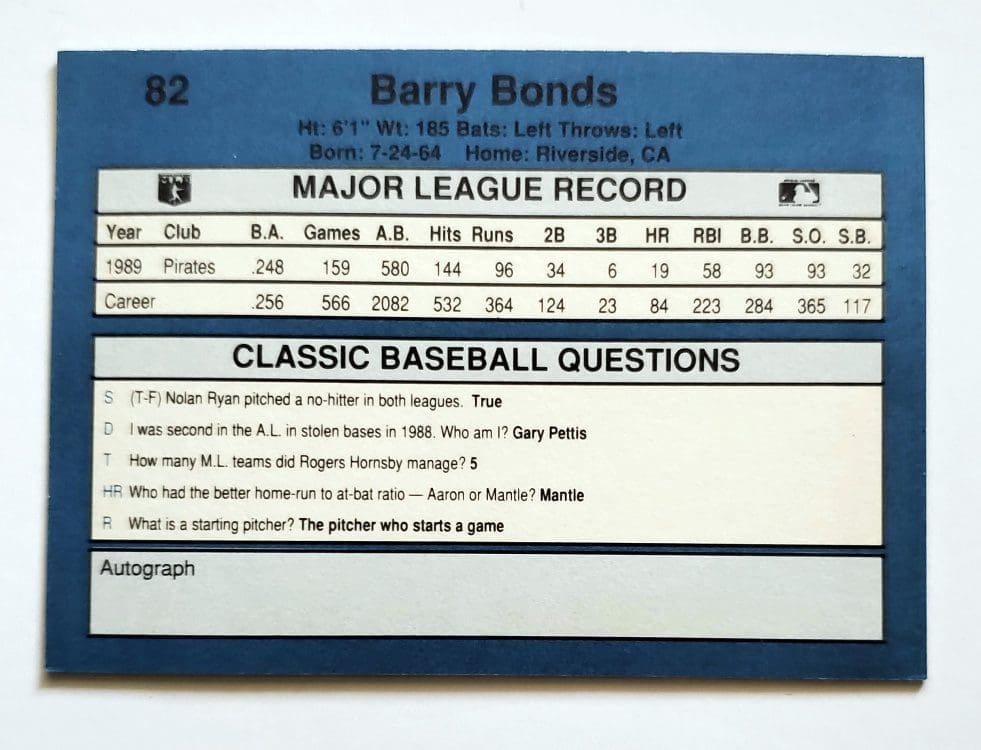 82 Barry Bonds
Ht: 6'1" Wt: 185 Bats: Left Throws: Left
Born: 7-24-64 Home: Riverside, CA
MAJOR LEAGUE RECORD
Year Club B.A. Games A.B. Hits Runs 2B 3B HR RBI B.B. S.O. S.B.
1989 Pirates .248 159 580 144 96 34 6 19 58 93 93 32
Career .256 566 2082 532 364 124 23 84 223 284 365 117
CLASSIC BASEBALL QUESTIONS
S (T-F) Nolan Ryan pitched a no-hitter in both leagues. True
D I was second in the A.L. in stolen bases in 1988. Who am I? Gary Pettis
T How many M.L. teams did Rogers Hornsby manage? 5
HR Who had the better home-run to at-bat ratio — Aaron or Mantle? Mantle
R What is a starting pitcher? The pitcher who starts a game
Autograph